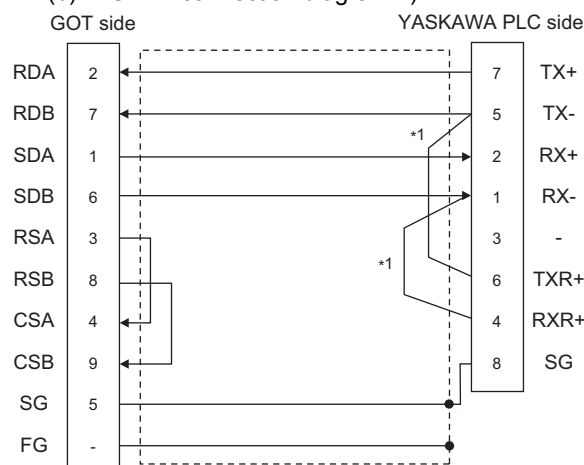 GOT side YASKAWA PLC side
RDA 2 7 TX+
RDB 7 5 TX-
*1
SDA 1 2 RX+
SDB 6 1 RX-
RSA 3 3 -
*1
RSB 8 6 TXR+
CSA 4 4 RXR+
CSB 9 8 SG
SG 5
FG -